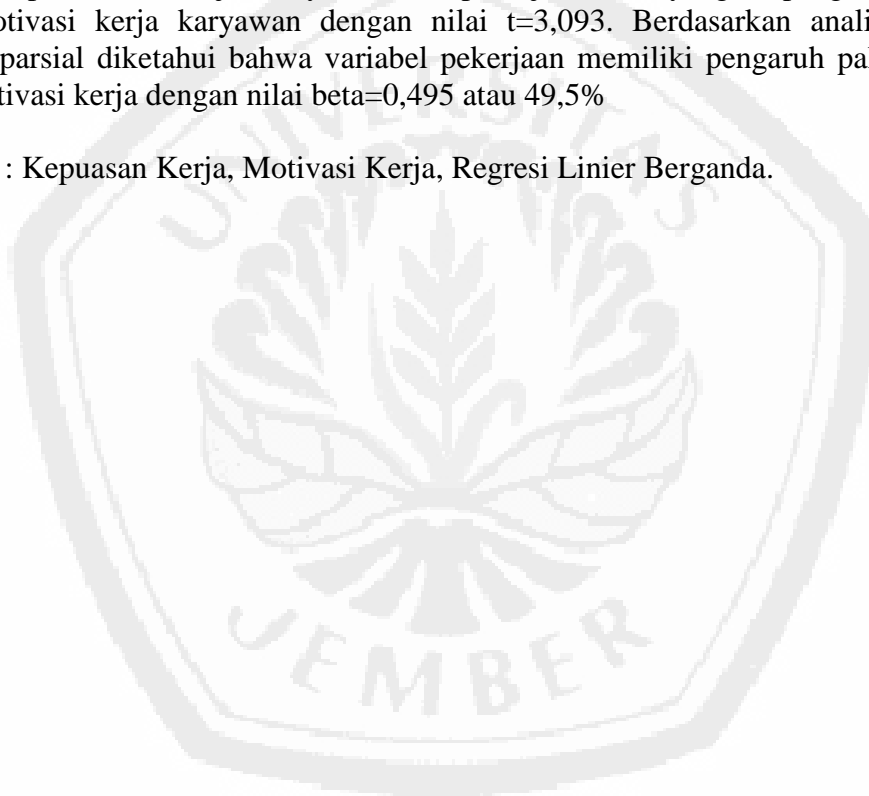 otivasi kerja karyawan dengan nilai t=3,093. Berdasarkan anali
parsial diketahui bahwa variabel pekerjaan memiliki pengaruh pal
tivasi kerja dengan nilai beta=0,495 atau 49,5%
: Kepuasan Kerja, Motivasi Kerja, Regresi Linier Berganda.
UNIVERSITAS
JEMBER